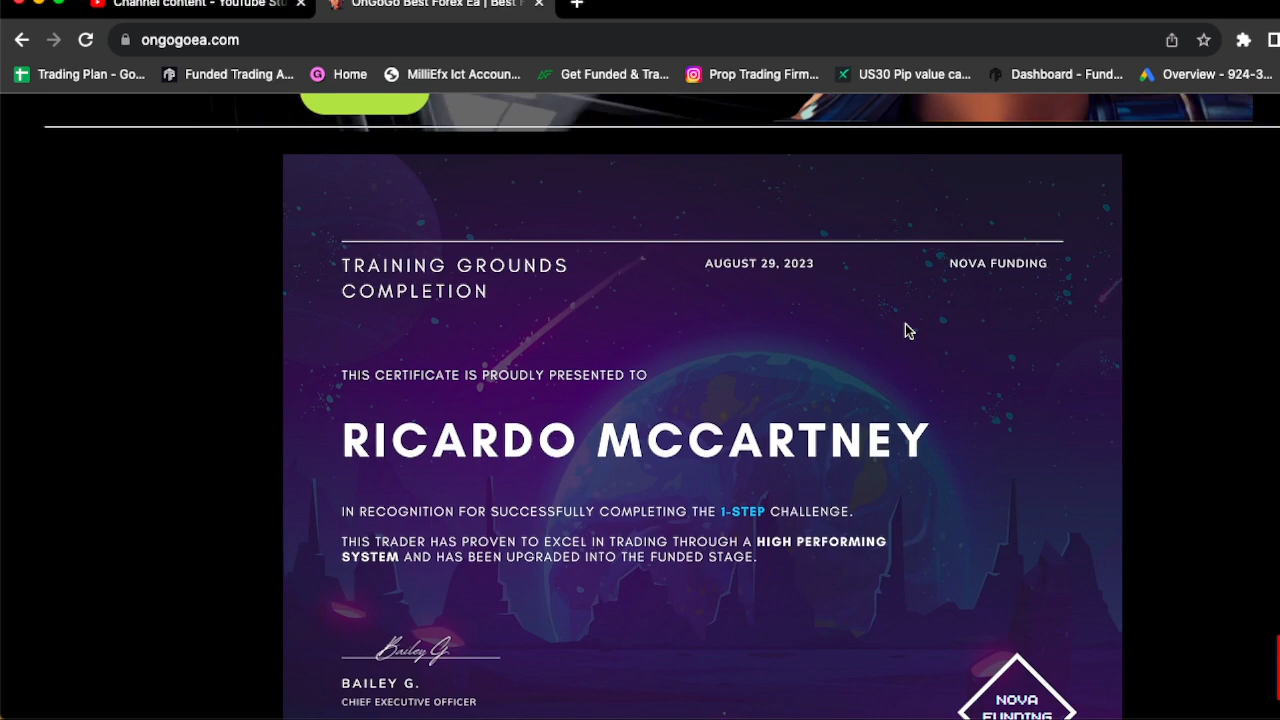 Channel content - YouTube Stu
OnGoGo Best Forex Ea | Best F
ongogoea.com
Trading Plan - Go...
Funded Trading A...
Home
MilliEfx Ict Accoun...
Get Funded & Tra...
Prop Trading Firm...
US30 Pip value ca...
Dashboard - Fund...
Overview - 924-3...
TRAINING GROUNDS
COMPLETION
AUGUST 29, 2023
NOVA FUNDING
THIS CERTIFICATE IS PROUDLY PRESENTED TO
RICARDO MCCARTNEY
IN RECOGNITION FOR SUCCESSFULLY COMPLETING THE 1-STEP CHALLENGE.
THIS TRADER HAS PROVEN TO EXCEL IN TRADING THROUGH A HIGH PERFORMING
SYSTEM AND HAS BEEN UPGRADED INTO THE FUNDED STAGE.
Bailey G
BAILEY G.
CHIEF EXECUTIVE OFFICER
NOVA
FUNDING